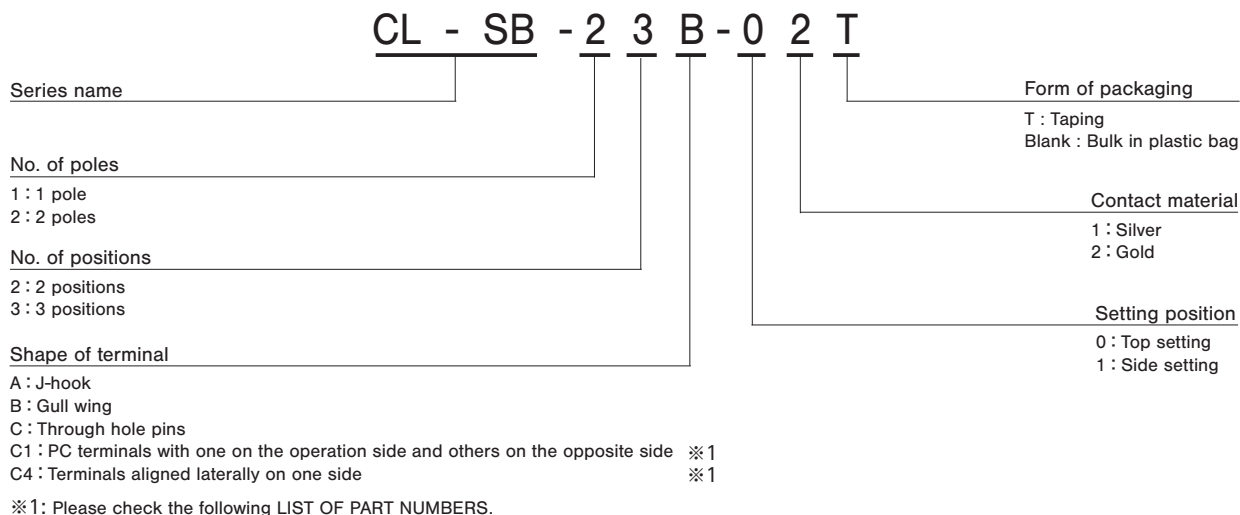 CL - SB - 2 3 B - 0 2 T
Series name
No. of poles
1 : 1 pole
2 : 2 poles
No. of positions
2 : 2 positions
3 : 3 positions
Shape of terminal
A : J-hook
B : Gull wing
C : Through hole pins
C1 : PC terminals with one on the operation side and others on the opposite side ※1
C4 : Terminals aligned laterally on one side ※1
※1: Please check the following LIST OF PART NUMBERS.
Form of packaging
T : Taping
Blank : Bulk in plastic bag
Contact material
1 : Silver
2 : Gold
Setting position
0 : Top setting
1 : Side setting